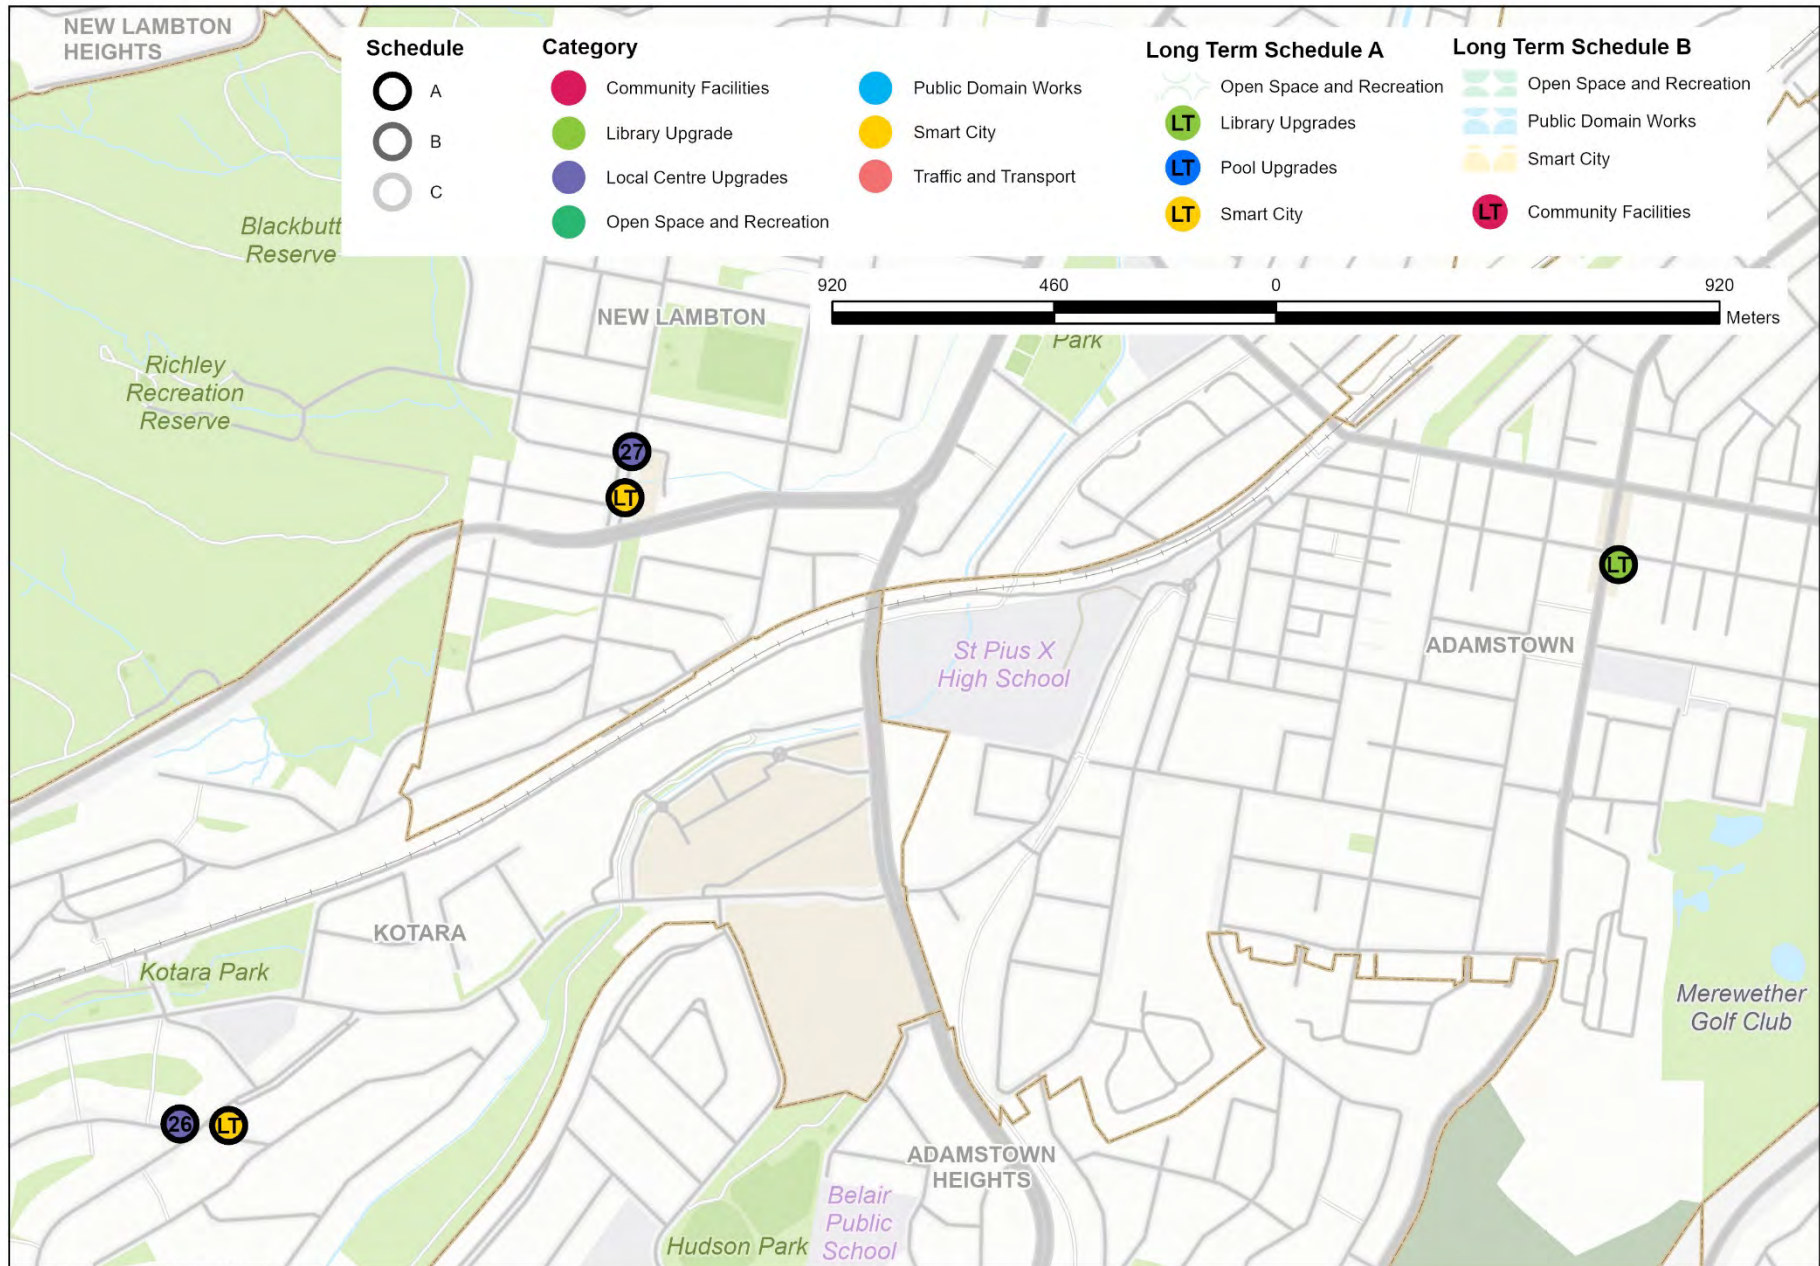 NEW LAMBTON
HEIGHTS
Schedule
A
B
C
Category
Community Facilities
Library Upgrade
Local Centre Upgrades
Open Space and Recreation
Public Domain Works
Smart City
Traffic and Transport
Long Term Schedule A
Open Space and Recreation
LT Library Upgrades
LT Pool Upgrades
LT Smart City
Long Term Schedule B
Open Space and Recreation
Public Domain Works
Smart City
LT Community Facilities
920 460 0 920
Meters
Blackbutt
Reserve
NEW LAMBTON
Park
Richley
Recreation
Reserve
27
LT
LT
St Pius X
High School
ADAMSTOWN
KOTARA
Kotara Park
Merewether
Golf Club
26
LT
ADAMSTOWN
HEIGHTS
Belair
Public
School
Hudson Park